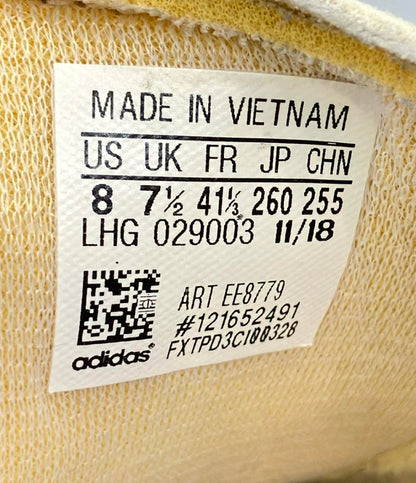 MADE IN VIETNAM
US UK FR JP CHN
8 7½ 41⅓ 260 255
LHG 029003 11/18
ART EE8779
#121652491
FXTPD3CI00328
adidas®